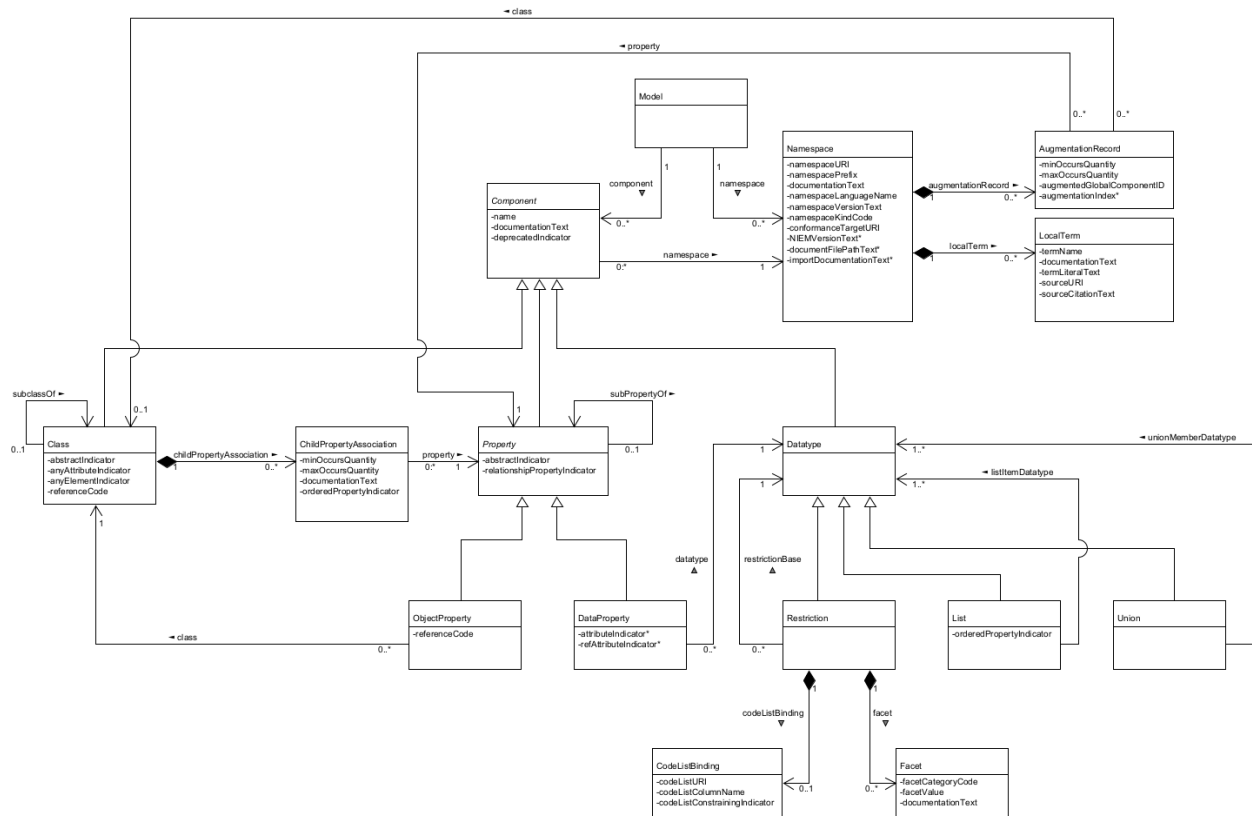 ◄ class
◄ property
Model
0..*
0..*
1
1
component
namespace
0..*
0..*
Namespace
-namespaceURI
-namespacePrefix
-documentationText
-namespaceLanguageName
-namespaceVersionText
-namespaceKindCode
-conformanceTargetURI
-NIEMVersionText*
-documentFilePathText*
-importDocumentationText*
augmentationRecord ►
1
0..*
AugmentationRecord
-minOccursQuantity
-maxOccursQuantity
-augmentedGlobalComponentID
-augmentationIndex*
Component
-name
-documentationText
-deprecatedIndicator
namespace ►
0:*
1
localTerm ►
1
0..*
LocalTerm
-termName
-documentationText
-termLiteralText
-sourceURI
-sourceCitationText
subclassOf ►
0..1
0..1
Class
-abstractIndicator
-anyAttributeIndicator
-anyElementIndicator
-referenceCode
childPropertyAssociation ►
1
0..*
ChildPropertyAssociation
-minOccursQuantity
-maxOccursQuantity
-documentationText
-orderedPropertyIndicator
property ►
0:*
1
1
subPropertyOf ►
0..1
Property
-abstractIndicator
-relationshipPropertyIndicator
1
1
Datatype
1..*
◄ unionMemberDatatype
1..*
◄ listItemDatatype
1
datatype
restrictionBase
ObjectProperty
-referenceCode
◄ class
0..*
DataProperty
-attributeIndicator*
-refAttributeIndicator*
0..*
0..*
Restriction
List
-orderedPropertyIndicator
Union
1
1
codeListBinding
facet
CodeListBinding
-codeListURI
-codeListColumnName
-codeListConstrainingIndicator
0..1
0..*
Facet
-facetCategoryCode
-facetValue
-documentationText